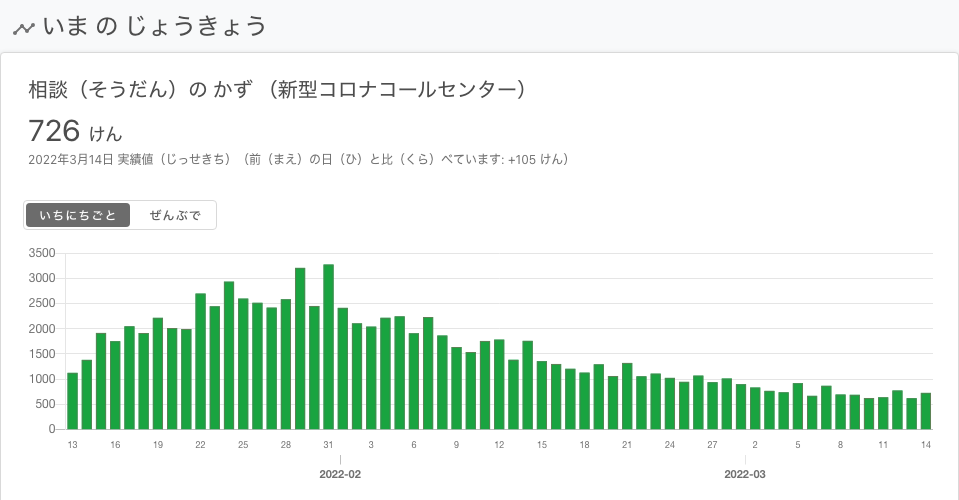 いま の じょうきょう
相談（そうだん）の かず （新型コロナコールセンター）
726 けん
2022年3月14日 実績値（じっせきち）（前（まえ）の日（ひ）と比（くら）べています: +105 けん）
いちにちごと ぜんぶで
3500
3000
2500
2000
1500
1000
500
0
13 16 19 22 25 28 31 3 6 9 12 15 18 21 24 27 2 5 8 11 14
2022-02 2022-03